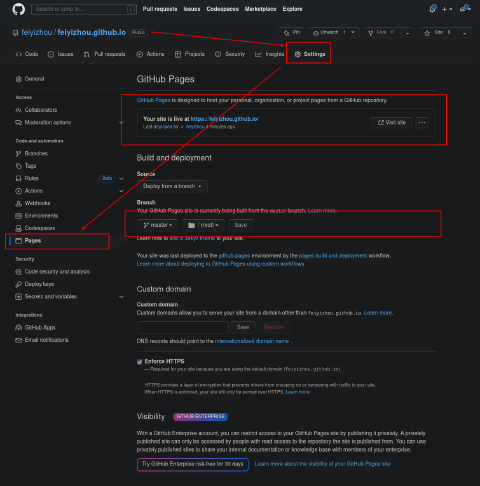 Search or jump to...
Pull requests Issues Codespaces Marketplace Explore
feiyizhou / feiyizhou.github.io Public
Pin Unwatch 1 Fork 0 Star 0
Code Issues Pull requests Actions Projects Security Insights Settings
General
Access
Collaborators
Moderation options
Code and automation
Branches
Tags
Rules Beta
Actions
Webhooks
Environments
Codespaces
Pages
Security
Code security and analysis
Deploy keys
Secrets and variables
Integrations
GitHub Apps
Email notifications
GitHub Pages
GitHub Pages is designed to host your personal, organization, or project pages from a GitHub repository.
Your site is live at https://feiyizhou.github.io/
Last deployed by feiyizhou 4 minutes ago
Visit site
Build and deployment
Source
Deploy from a branch
Branch
Your GitHub Pages site is currently being built from the master branch. Learn more.
master / (root) Save
Learn how to add a Jekyll theme to your site.
Your site was last deployed to the github-pages environment by the pages build and deployment workflow.
Learn more about deploying to GitHub Pages using custom workflows
Custom domain
Custom domain
Custom domains allow you to serve your site from a domain other than feiyizhou.github.io. Learn more.
Save Remove
DNS records should point to the internationalized domain name .
Enforce HTTPS
— Required for your site because you are using the default domain (feiyizhou.github.io)
HTTPS provides a layer of encryption that prevents others from snooping on or tampering with traffic to your site.
When HTTPS is enforced, your site will only be served over HTTPS. Learn more.
Visibility GITHUB ENTERPRISE
With a GitHub Enterprise account, you can restrict access to your GitHub Pages site by publishing it privately. A privately
published site can only be accessed by people with read access to the repository the site is published from. You can use
privately published sites to share your internal documentation or knowledge base with members of your enterprise.
Try GitHub Enterprise risk-free for 30 days Learn more about the visibility of your GitHub Pages site